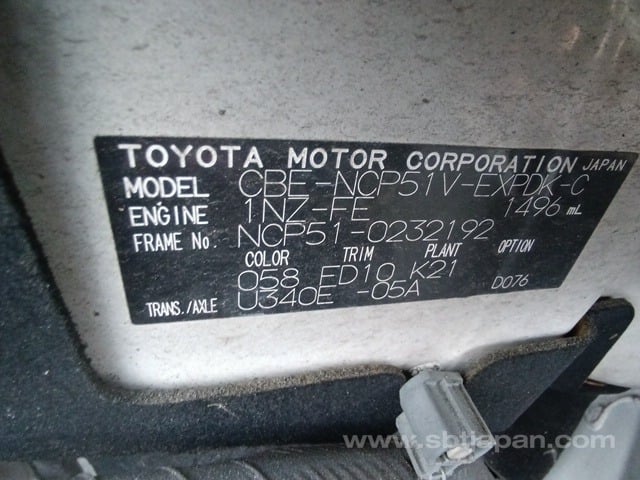 TOYOTA MOTOR CORPORATION JAPAN
MODEL CBE-NCP51V-EXPDK-C
ENGINE 1NZ-FE 1496 mL
FRAME No. NCP51-0232192
COLOR TRIM PLANT OPTION
058 ED10 K21 D076
TRANS./AXLE U340E -05A
www.sbtjapan.com